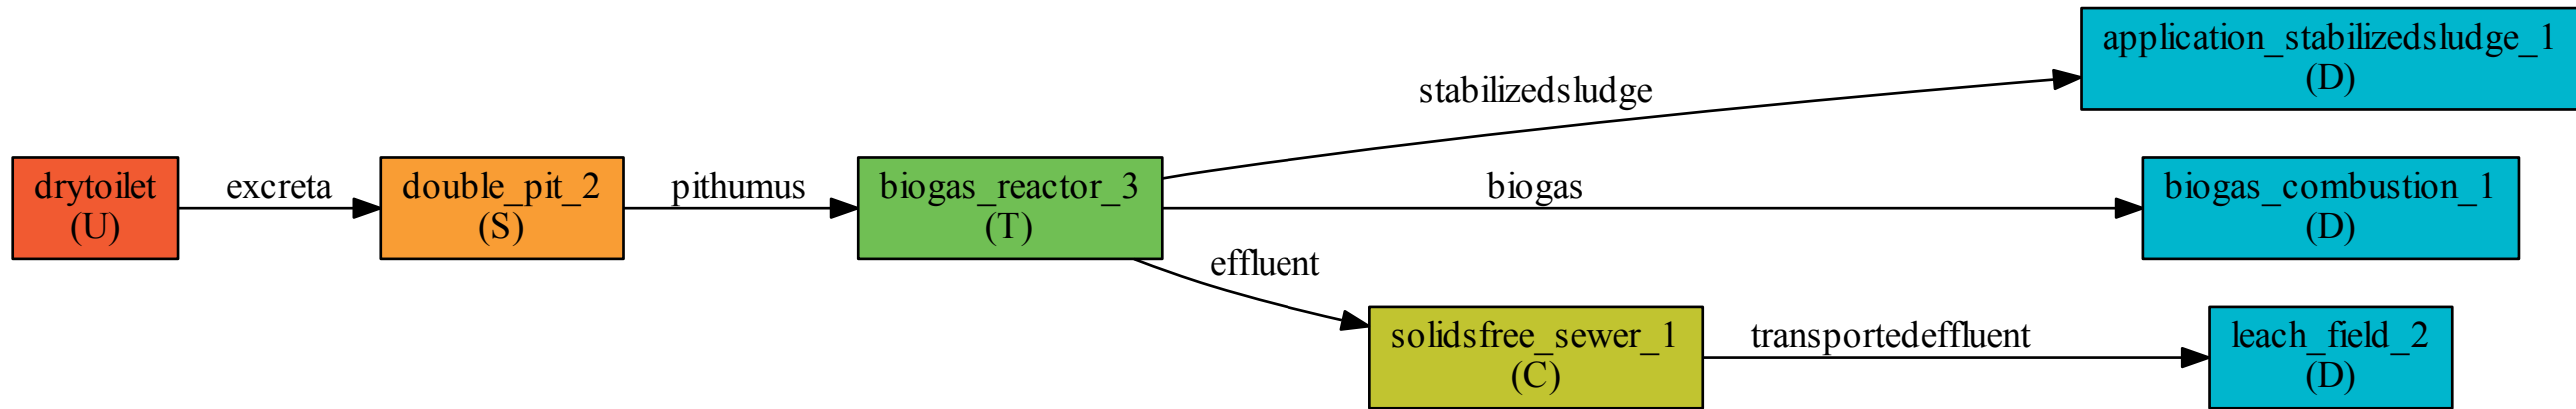 drytoilet
(U)
excreta
double_pit_2
(S)
pithumus
biogas_reactor_3
(T)
stabilizedsludge
application_stabilizedsludge_1
(D)
biogas
biogas_combustion_1
(D)
effluent
solidsfree_sewer_1
(C)
transportedeffluent
leach_field_2
(D)